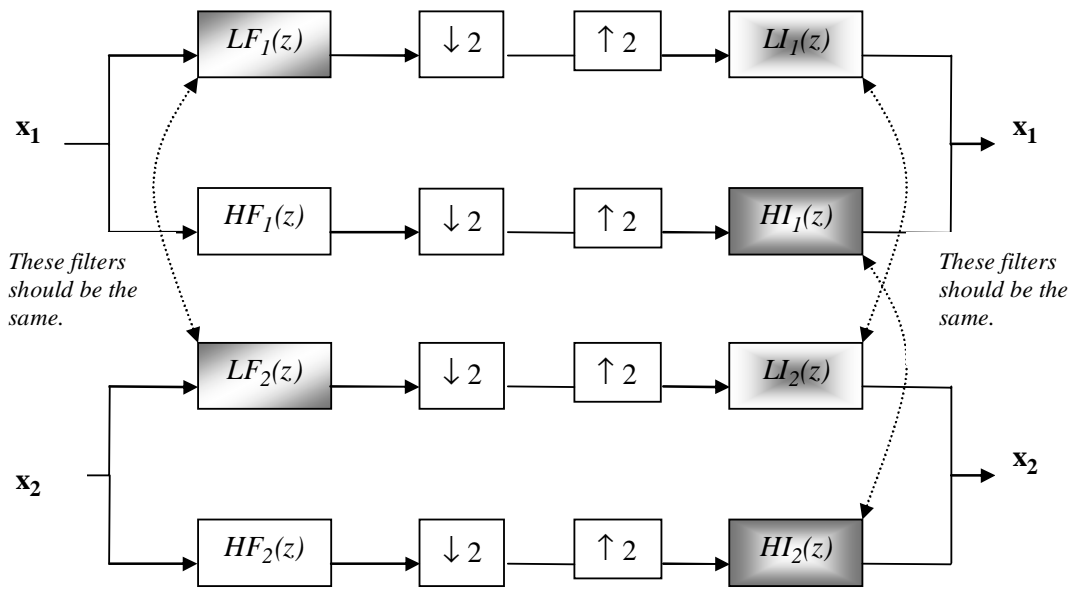 LF₁(z) ↓ 2 ↑ 2 LI₁(z)
x₁ x₁
HF₁(z) ↓ 2 ↑ 2 HI₁(z)
These filters
should be the
same.
These filters
should be the
same.
LF₂(z) ↓ 2 ↑ 2 LI₂(z)
x₂ x₂
HF₂(z) ↓ 2 ↑ 2 HI₂(z)